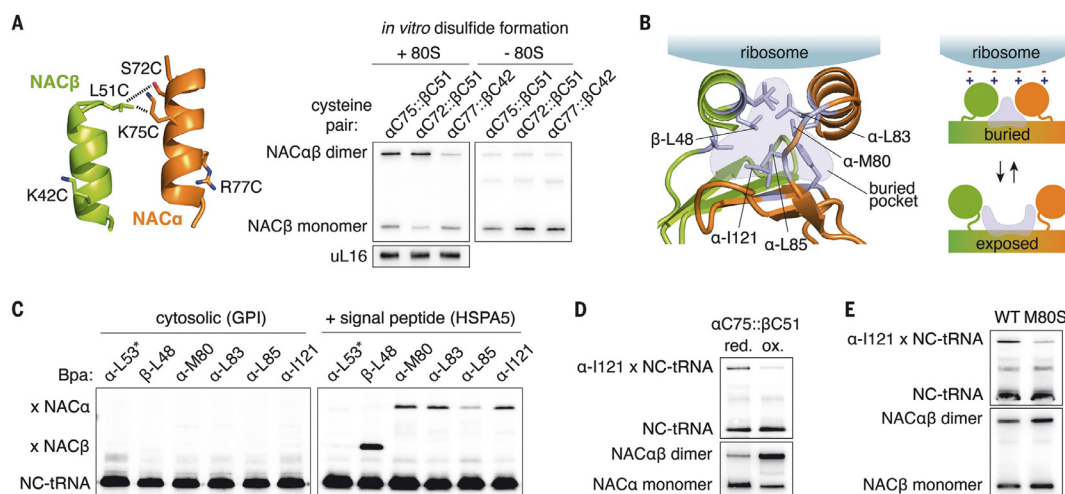 A
NACβ
S72C
L51C
K75C
K42C
R77C
NACα
in vitro disulfide formation
+ 80S
- 80S
cysteine pair:
αC75::βC51
αC72::βC51
αC77::βC42
αC75::βC51
αC72::βC51
αC77::βC42
NACαβ dimer
NACβ monomer
uL16
B
ribosome
β-L48
α-L83
α-M80
buried
pocket
α-I121
α-L85
ribosome
- - - -
+ + + +
buried
exposed
C
cytosolic (GPI)
+ signal peptide (HSPA5)
Bpa:
α-L53*
β-L48
α-M80
α-L83
α-L85
α-I121
α-L53*
β-L48
α-M80
α-L83
α-L85
α-I121
x NACα
x NACβ
NC-tRNA
D
αC75::βC51
red. ox.
α-I121 x NC-tRNA
NC-tRNA
NACαβ dimer
NACα monomer
E
WT M80S
α-I121 x NC-tRNA
NC-tRNA
NACαβ dimer
NACβ monomer